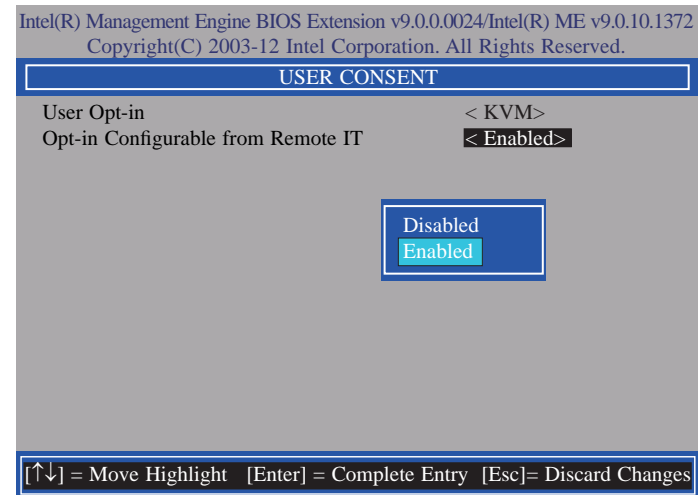 Intel(R) Management Engine BIOS Extension v9.0.0.0024/Intel(R) ME v9.0.10.1372
Copyright(C) 2003-12 Intel Corporation. All Rights Reserved.
USER CONSENT
User Opt-in < KVM>
Opt-in Configurable from Remote IT < Enabled>
Disabled
Enabled
[↑↓] = Move Highlight [Enter] = Complete Entry [Esc]= Discard Changes